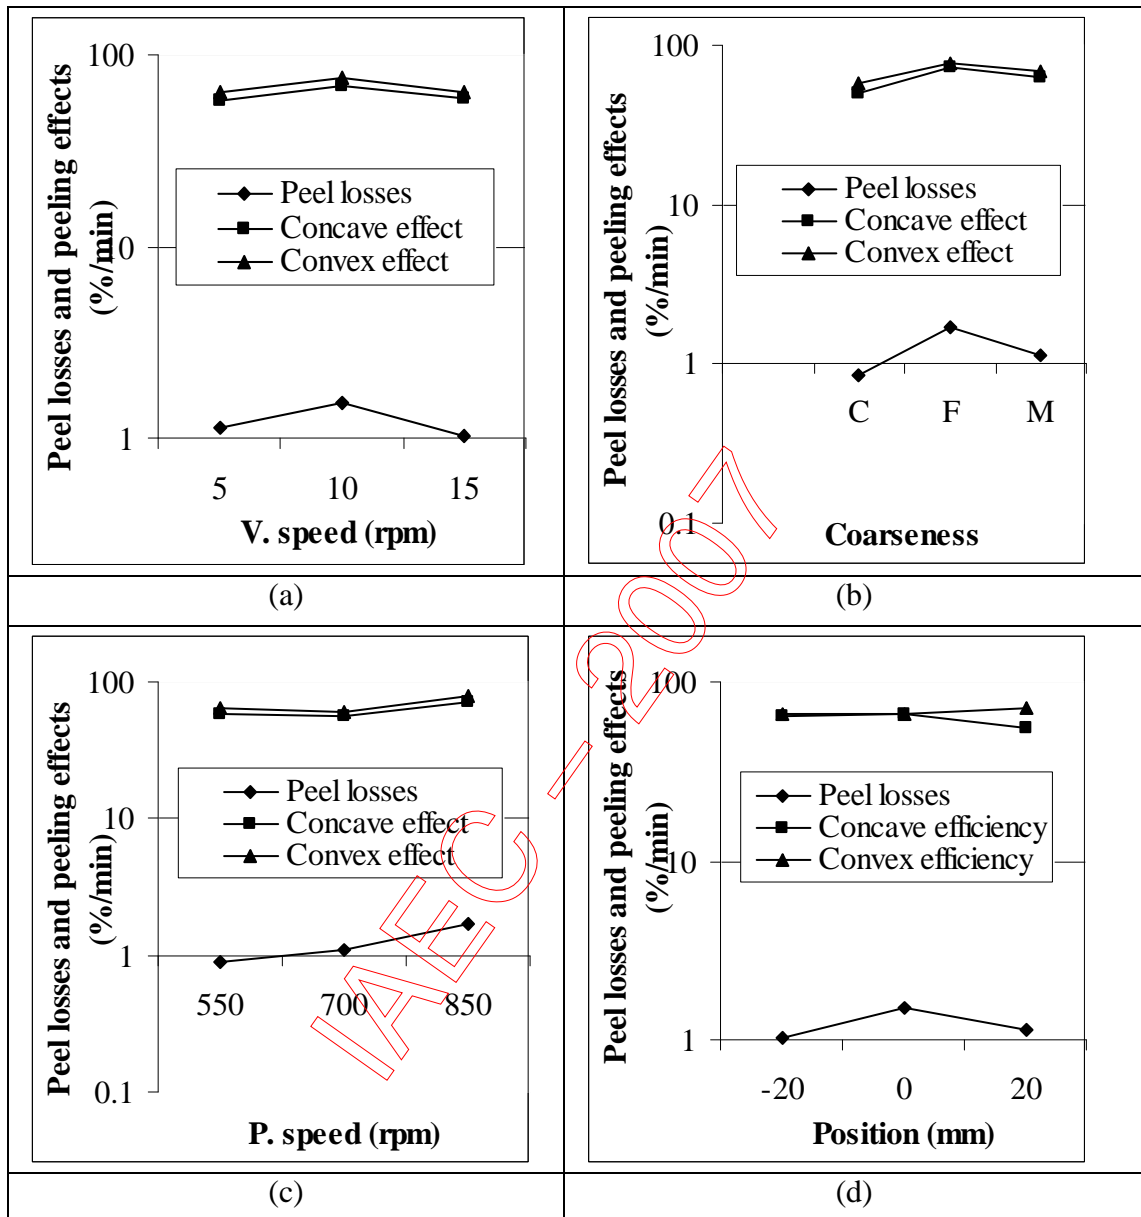 Peel losses and peeling effects
(%/min)
100
10
1
Peel losses
Concave effect
Convex effect
5 10 15
V. speed (rpm)
(a)
Peel losses and peeling effects
(%/min)
100
10
1
0.1
Peel losses
Concave effect
Convex effect
C F M
Coarseness
(b)
Peel losses and peeling effects
(%/min)
100
10
1
0.1
Peel losses
Concave effect
Convex effect
550 700 850
P. speed (rpm)
(c)
Peel losses and peeling effects
(%/min)
100
10
1
Peel losses
Concave efficiency
Convex efficiency
-20 0 20
Position (mm)
(d)
IAEC - 2007